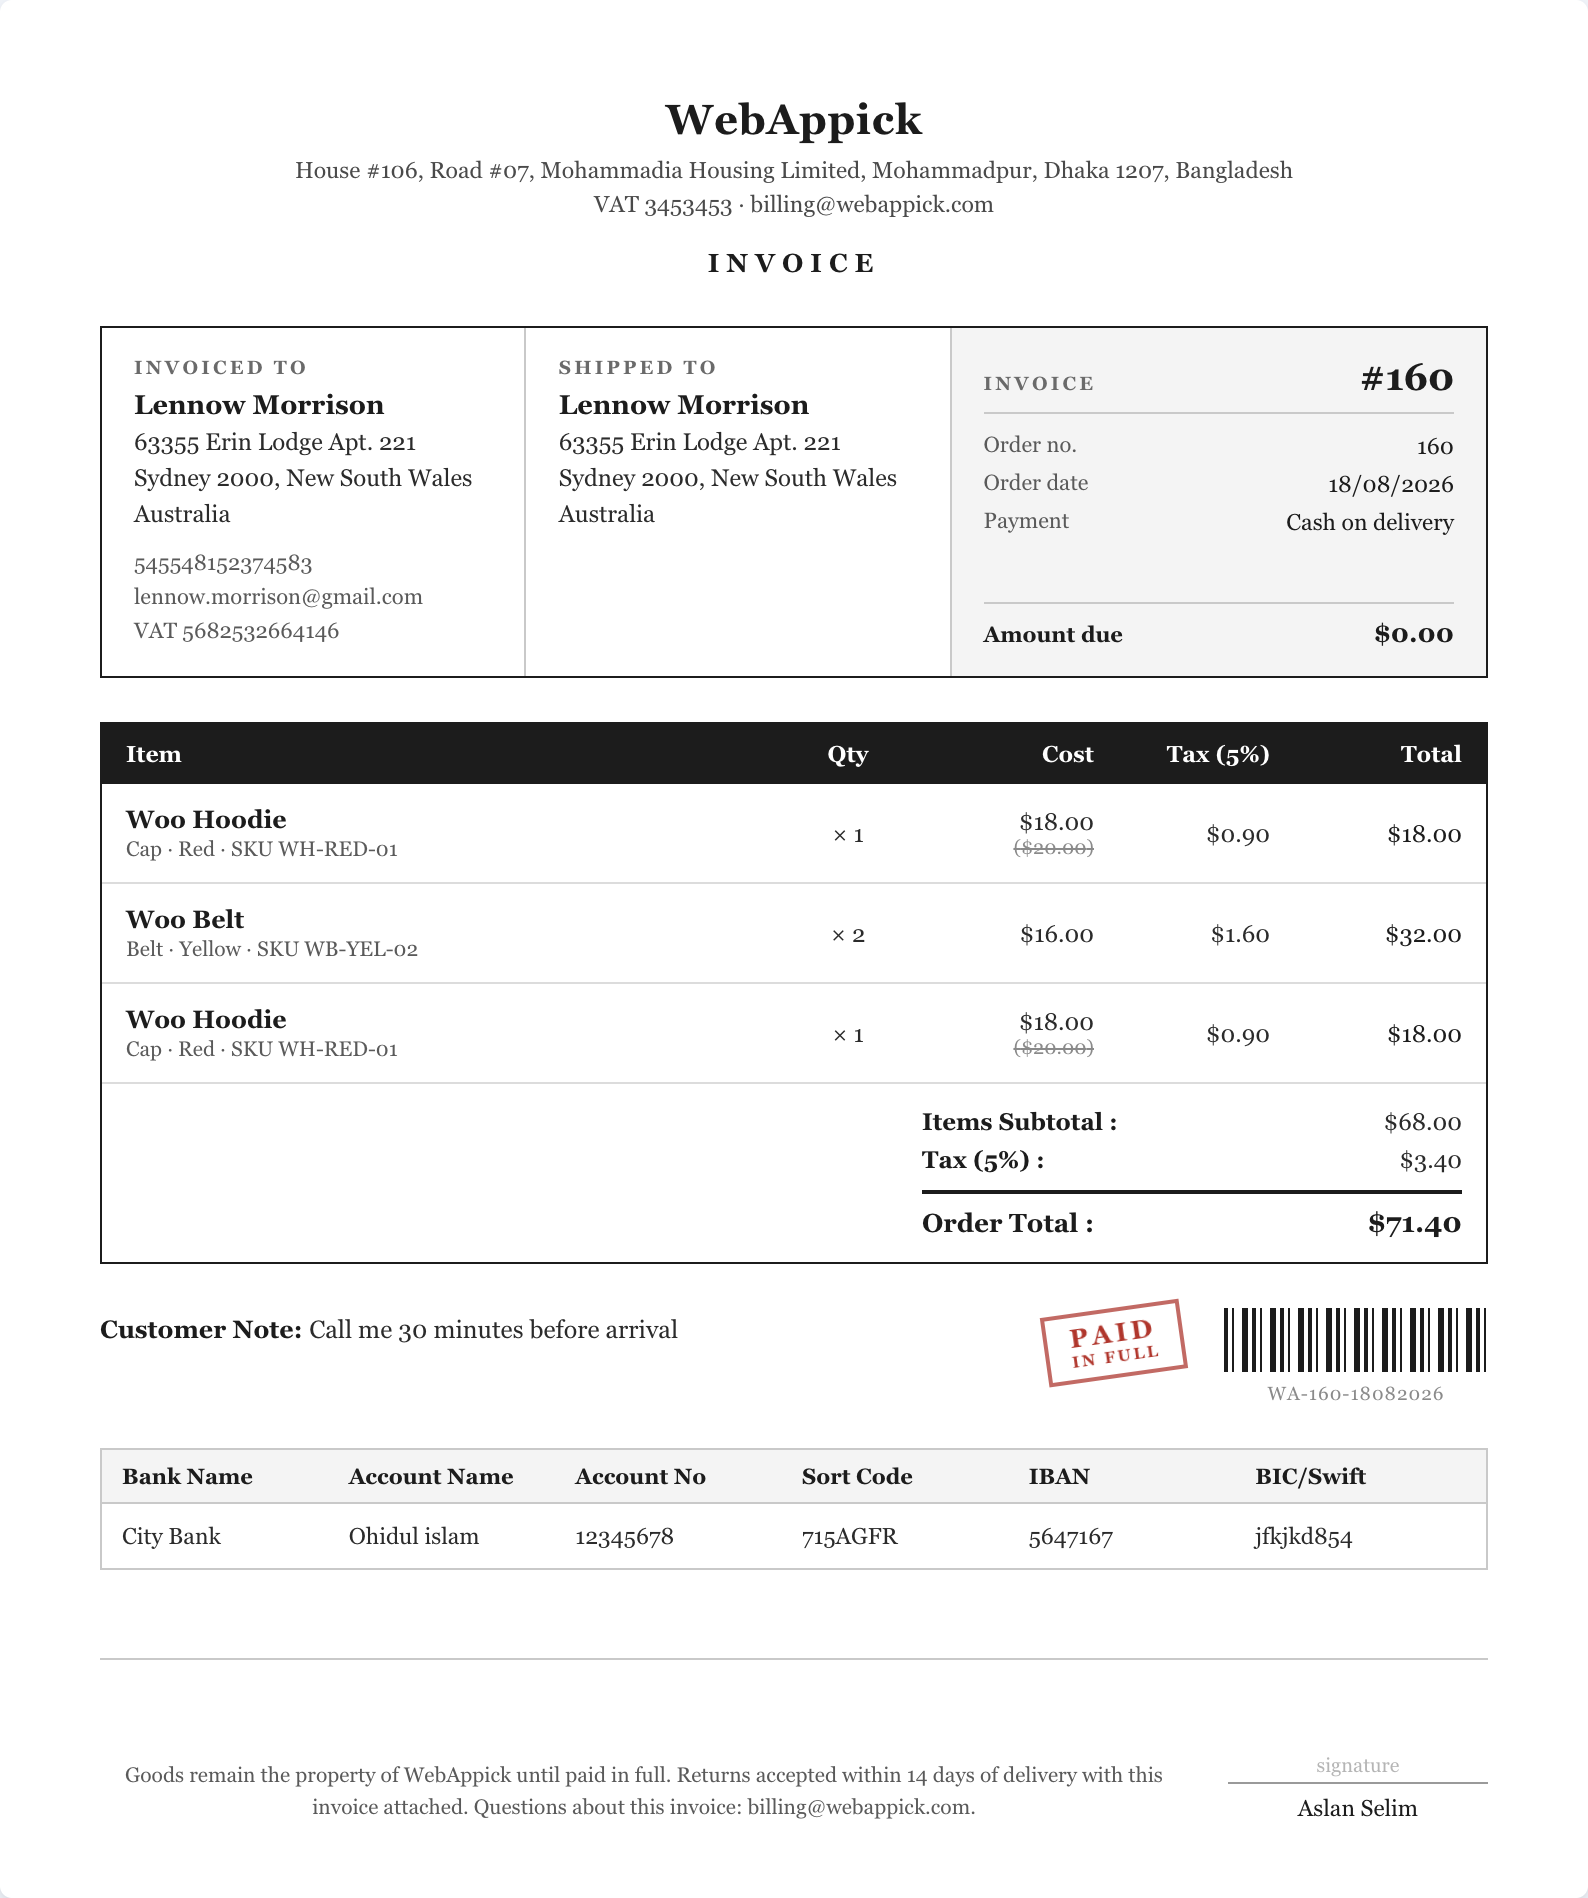 WebAppick
House #106, Road #07, Mohammadia Housing Limited, Mohammadpur, Dhaka 1207, Bangladesh
VAT 3453453 · billing@webappick.com
INVOICE
INVOICED TO
Lennow Morrison
63355 Erin Lodge Apt. 221
Sydney 2000, New South Wales
Australia
545548152374583
lennow.morrison@gmail.com
VAT 5682532664146
SHIPPED TO
Lennow Morrison
63355 Erin Lodge Apt. 221
Sydney 2000, New South Wales
Australia
INVOICE #160
Order no. 160
Order date 18/08/2026
Payment Cash on delivery
Amount due $0.00
Item Qty Cost Tax (5%) Total
Woo Hoodie × 1 $18.00 $0.90 $18.00
Cap · Red · SKU WH-RED-01 ($20.00)
Woo Belt × 2 $16.00 $1.60 $32.00
Belt · Yellow · SKU WB-YEL-02
Woo Hoodie × 1 $18.00 $0.90 $18.00
Cap · Red · SKU WH-RED-01 ($20.00)
Items Subtotal : $68.00
Tax (5%) : $3.40
Order Total : $71.40
Customer Note: Call me 30 minutes before arrival
PAID
IN FULL
WA-160-18082026
Bank Name Account Name Account No Sort Code IBAN BIC/Swift
City Bank Ohidul islam 12345678 715AGFR 5647167 jfkjkd854
Goods remain the property of WebAppick until paid in full. Returns accepted within 14 days of delivery with this
invoice attached. Questions about this invoice: billing@webappick.com.
signature
Aslan Selim